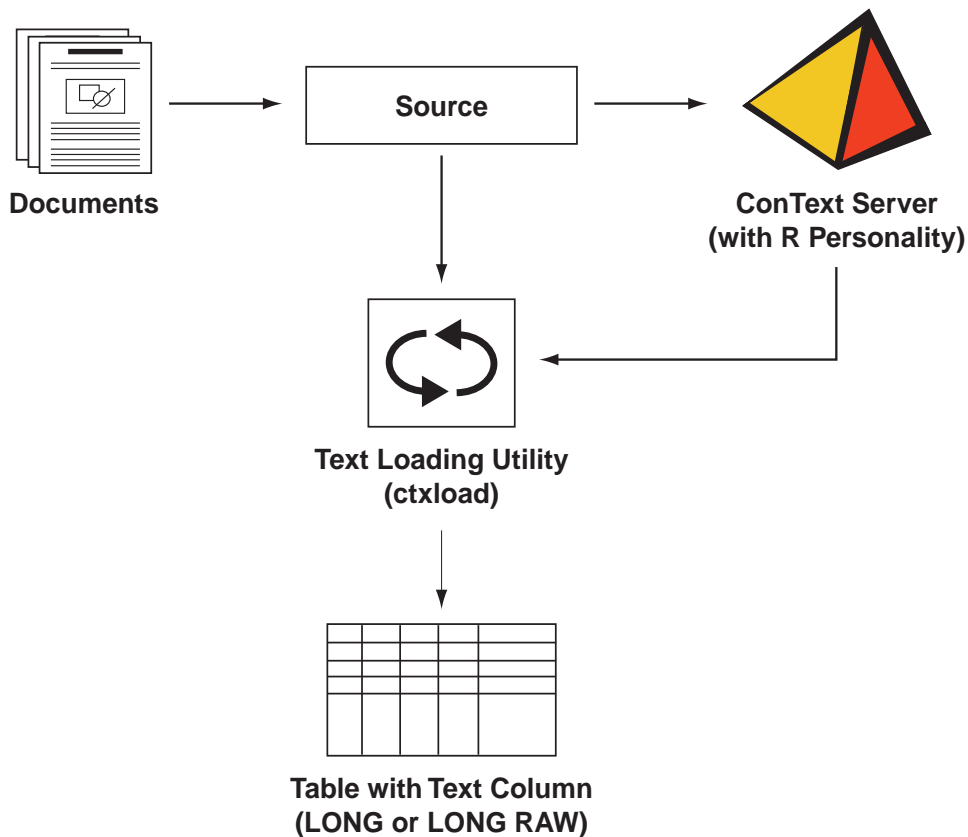 Source
Documents
ConText Server
(with R Personality)
Text Loading Utility
(ctxload)
Table with Text Column
(LONG or LONG RAW)